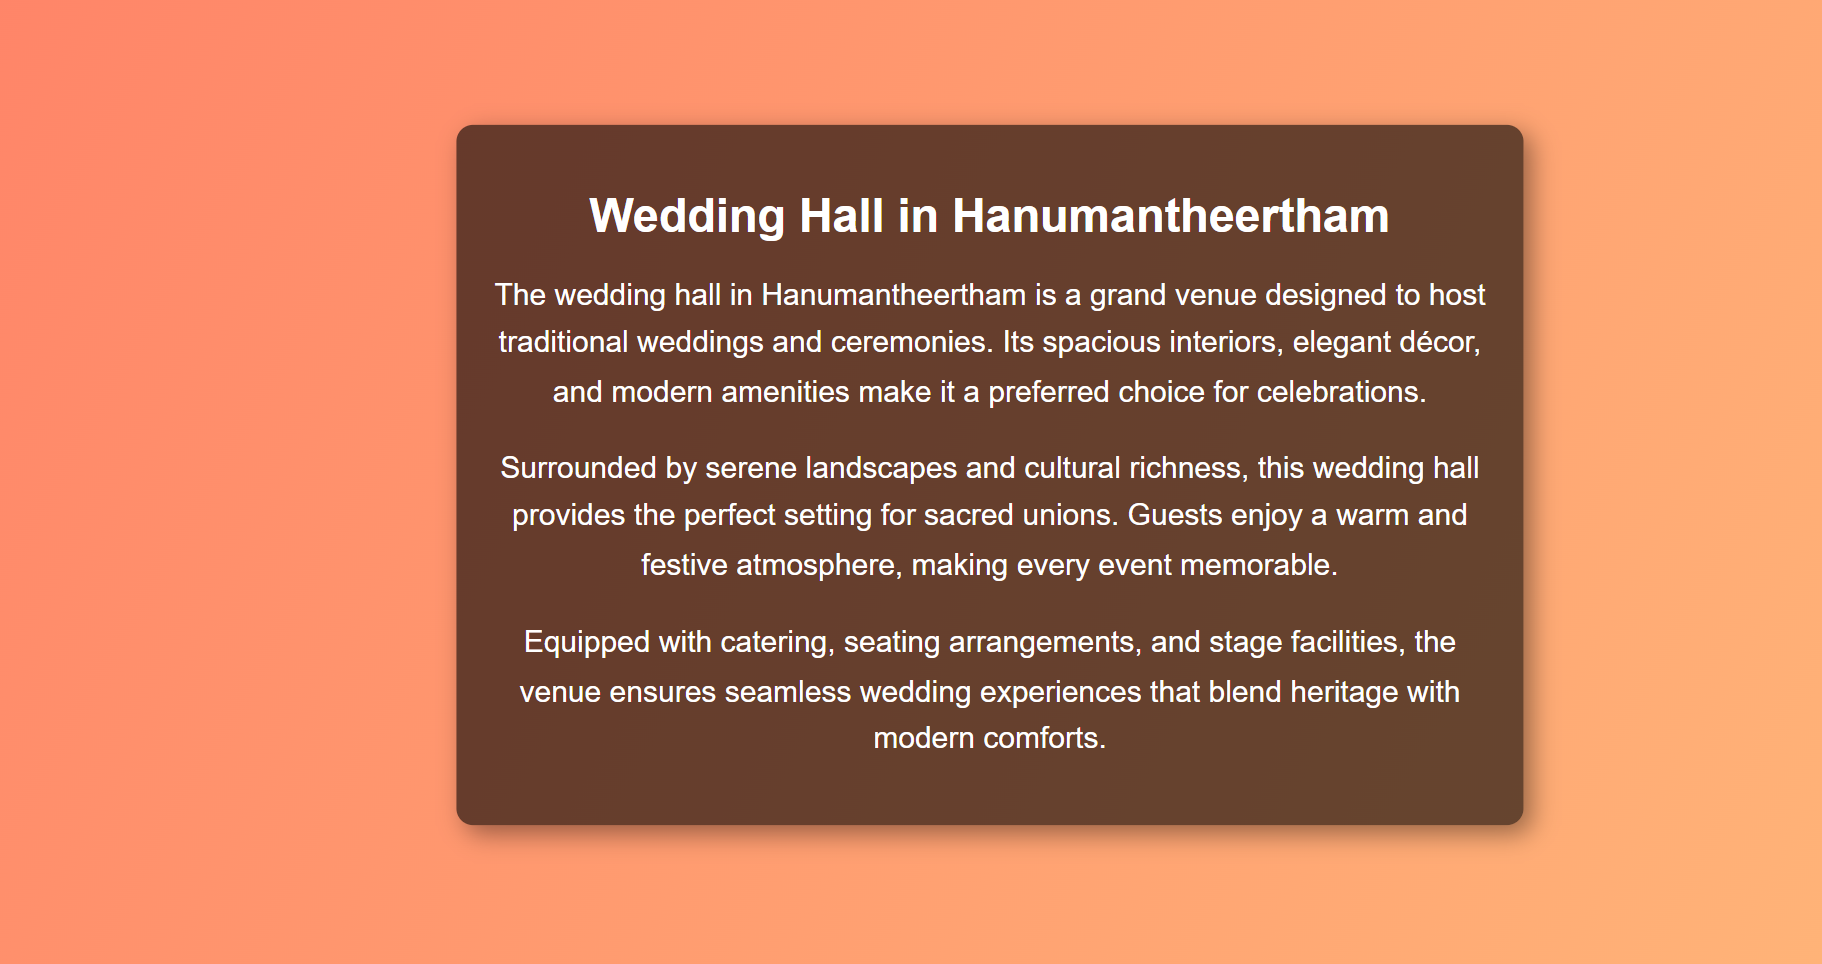 Wedding Hall in Hanumantheertham
The wedding hall in Hanumantheertham is a grand venue designed to host
traditional weddings and ceremonies. Its spacious interiors, elegant décor,
and modern amenities make it a preferred choice for celebrations.
Surrounded by serene landscapes and cultural richness, this wedding hall
provides the perfect setting for sacred unions. Guests enjoy a warm and
festive atmosphere, making every event memorable.
Equipped with catering, seating arrangements, and stage facilities, the
venue ensures seamless wedding experiences that blend heritage with
modern comforts.